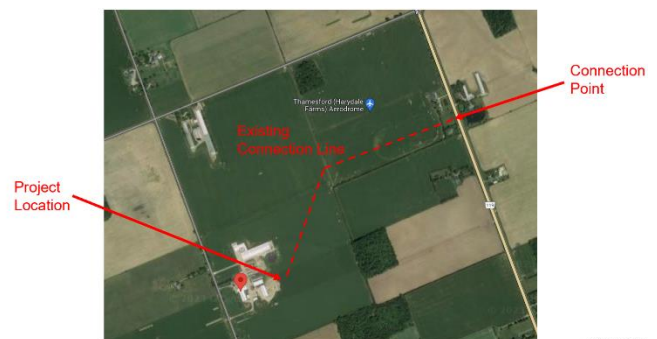 Connection
Point
Thamesford (Harydale
Farms) Aerodrome
Existing
Connection Line
Project
Location